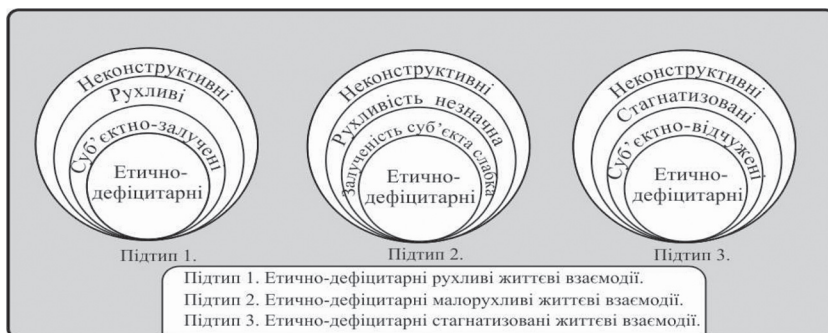 Неконструктивні
Рухливі
Суб’єктно-залучені
Етично-
дефіцитарні
Підтип 1.
Неконструктивні
Рухливість незначна
Залученість суб’єкта слабка
Етично-
дефіцитарні
Підтип 2.
Неконструктивні
Стагнатизовані
Суб’єктно-відчужені
Етично-
дефіцитарні
Підтип 3.
Підтип 1. Етично-дефіцитарні рухливі життєві взаємодії.
Підтип 2. Етично-дефіцитарні малорухливі життєві взаємодії.
Підтип 3. Етично-дефіцитарні стагнатизовані життєві взаємодії.